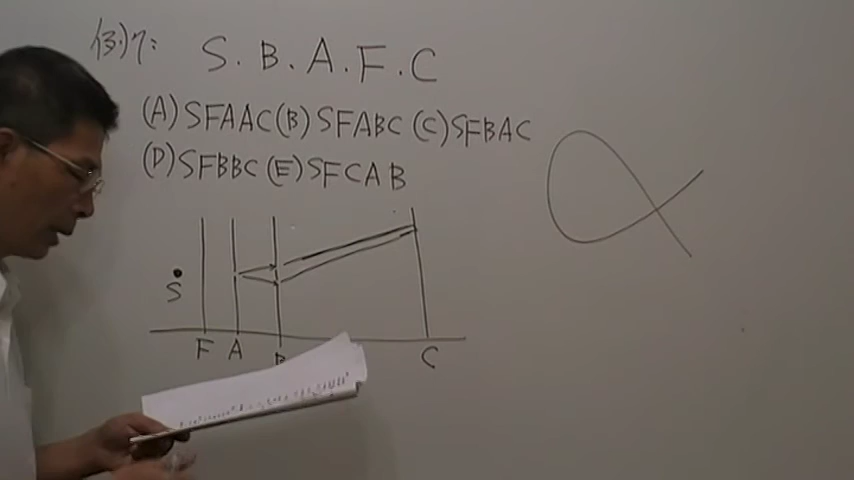 例7:
S. B. A. F. C
(A) SFAAC (B) SFABC (C) SFBAC
(D) SFBBC (E) SFCAB
S
F A B C